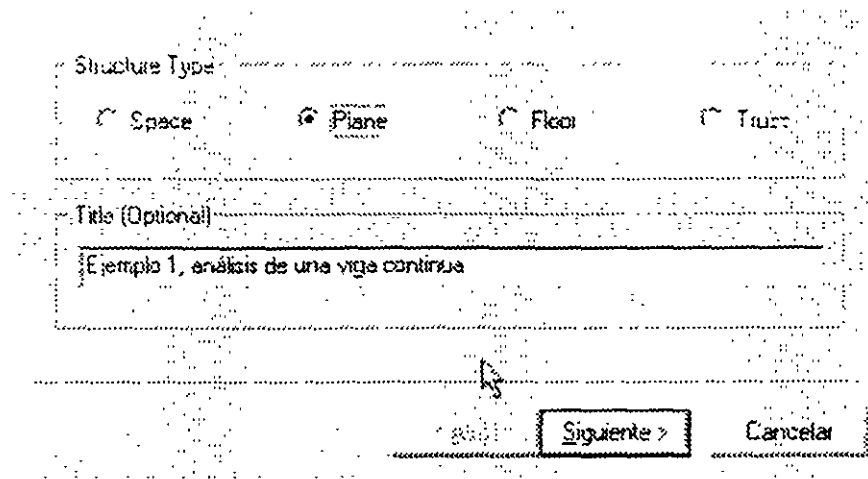 Structure Type
Space Plane Floor Truss
Title (Optional)
Ejemplo 1, análisis de una viga continua
Siguiente > Cancelar